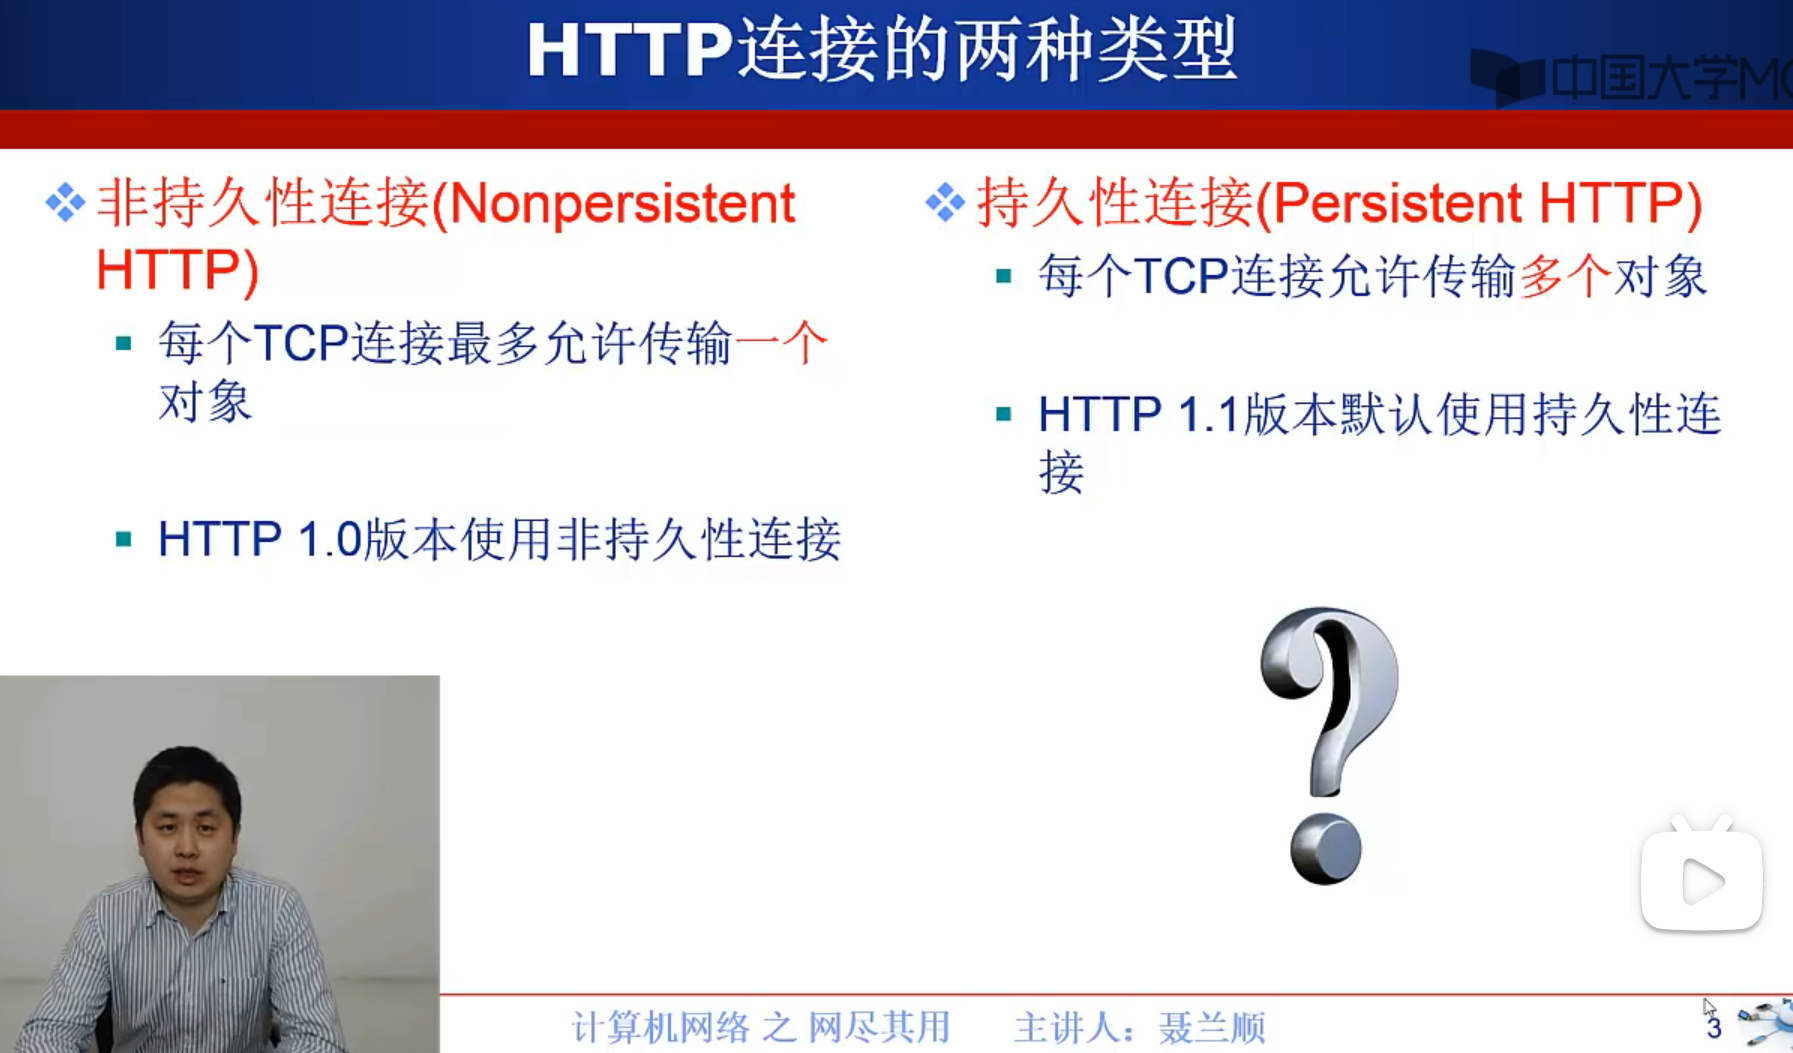 HTTP连接的两种类型
中国大学MO
非持久性连接(Nonpersistent
HTTP)
每个TCP连接最多允许传输一个
对象
HTTP 1.0版本使用非持久性连接
持久性连接(Persistent HTTP)
每个TCP连接允许传输多个对象
HTTP 1.1版本默认使用持久性连
接
计算机网络 之 网尽其用 主讲人：聂兰顺
3